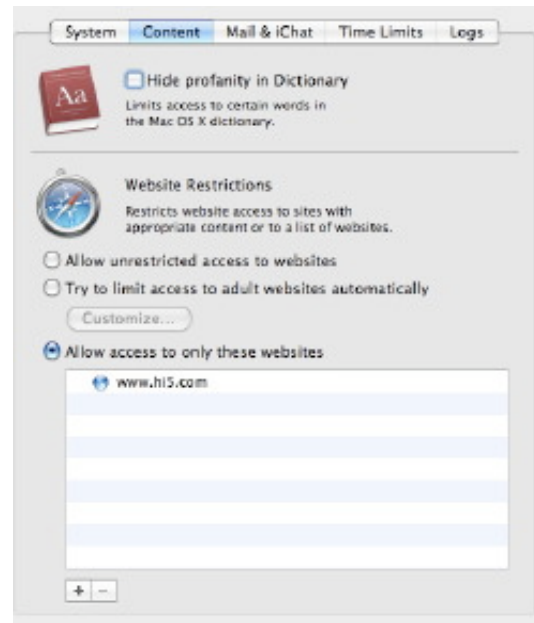 System Content Mail & iChat Time Limits Logs
Aa
Hide profanity in Dictionary
Limits access to certain words in
the Mac OS X dictionary.
Website Restrictions
Restricts website access to sites with
appropriate content or to a list of websites.
Allow unrestricted access to websites
Try to limit access to adult websites automatically
Customize...
Allow access to only these websites
www.hi5.com
+ −